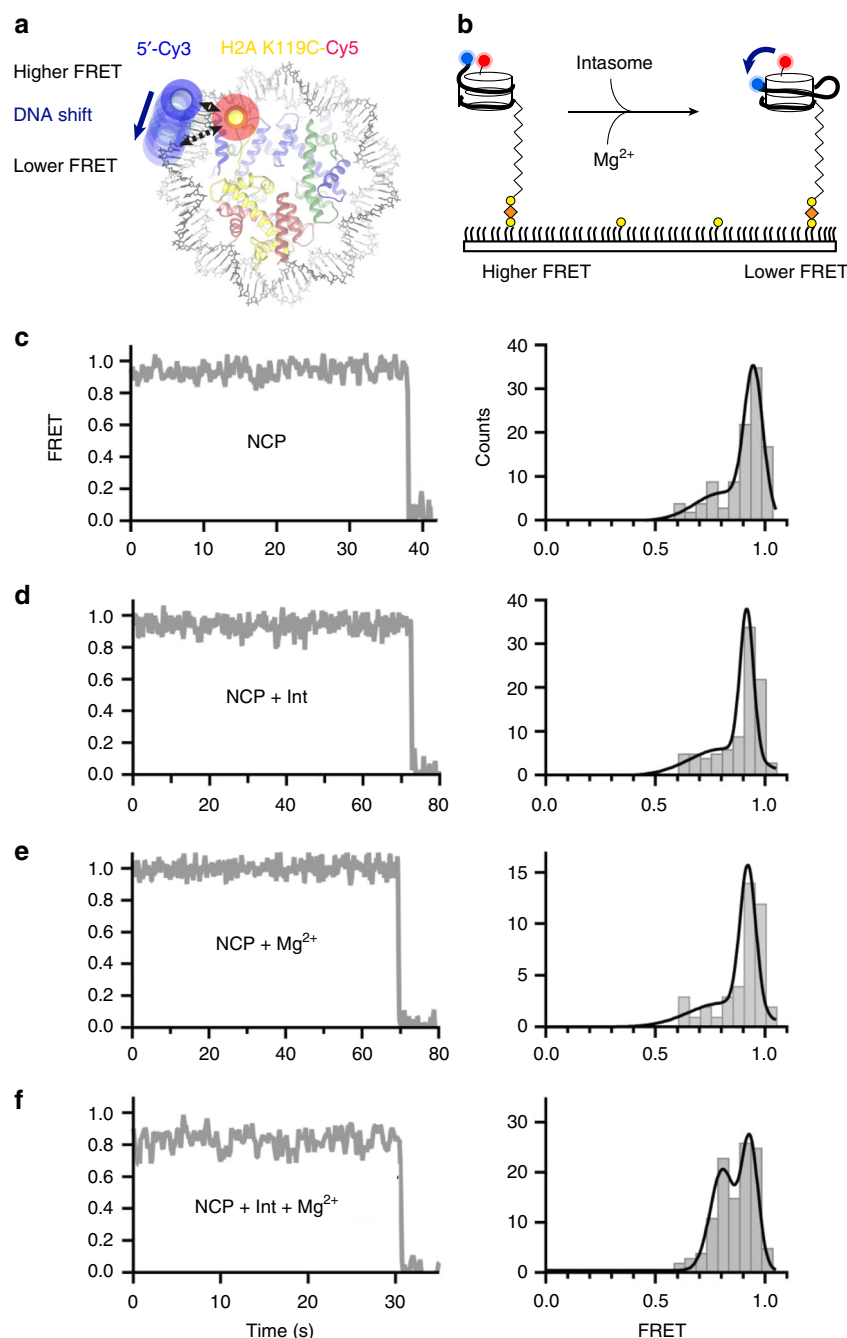 a
5′-Cy3 H2A K119C-Cy5
Higher FRET
DNA shift
Lower FRET
b
Intasome
Mg2+
Higher FRET
Lower FRET
c
FRET
1.0
0.8
0.6
0.4
0.2
0.0
NCP
0 10 20 30 40
Counts
40
30
20
10
0
0.0 0.5 1.0
d
1.0
0.8
0.6
0.4
0.2
0.0
NCP + Int
0 20 40 60 80
40
30
20
10
0
0.0 0.5 1.0
e
1.0
0.8
0.6
0.4
0.2
0.0
NCP + Mg2+
0 20 40 60 80
15
10
5
0
0.0 0.5 1.0
f
1.0
0.8
0.6
0.4
0.2
0.0
NCP + Int + Mg2+
0 10 20 30
Time (s)
30
20
10
0
0.0 0.5 1.0
FRET